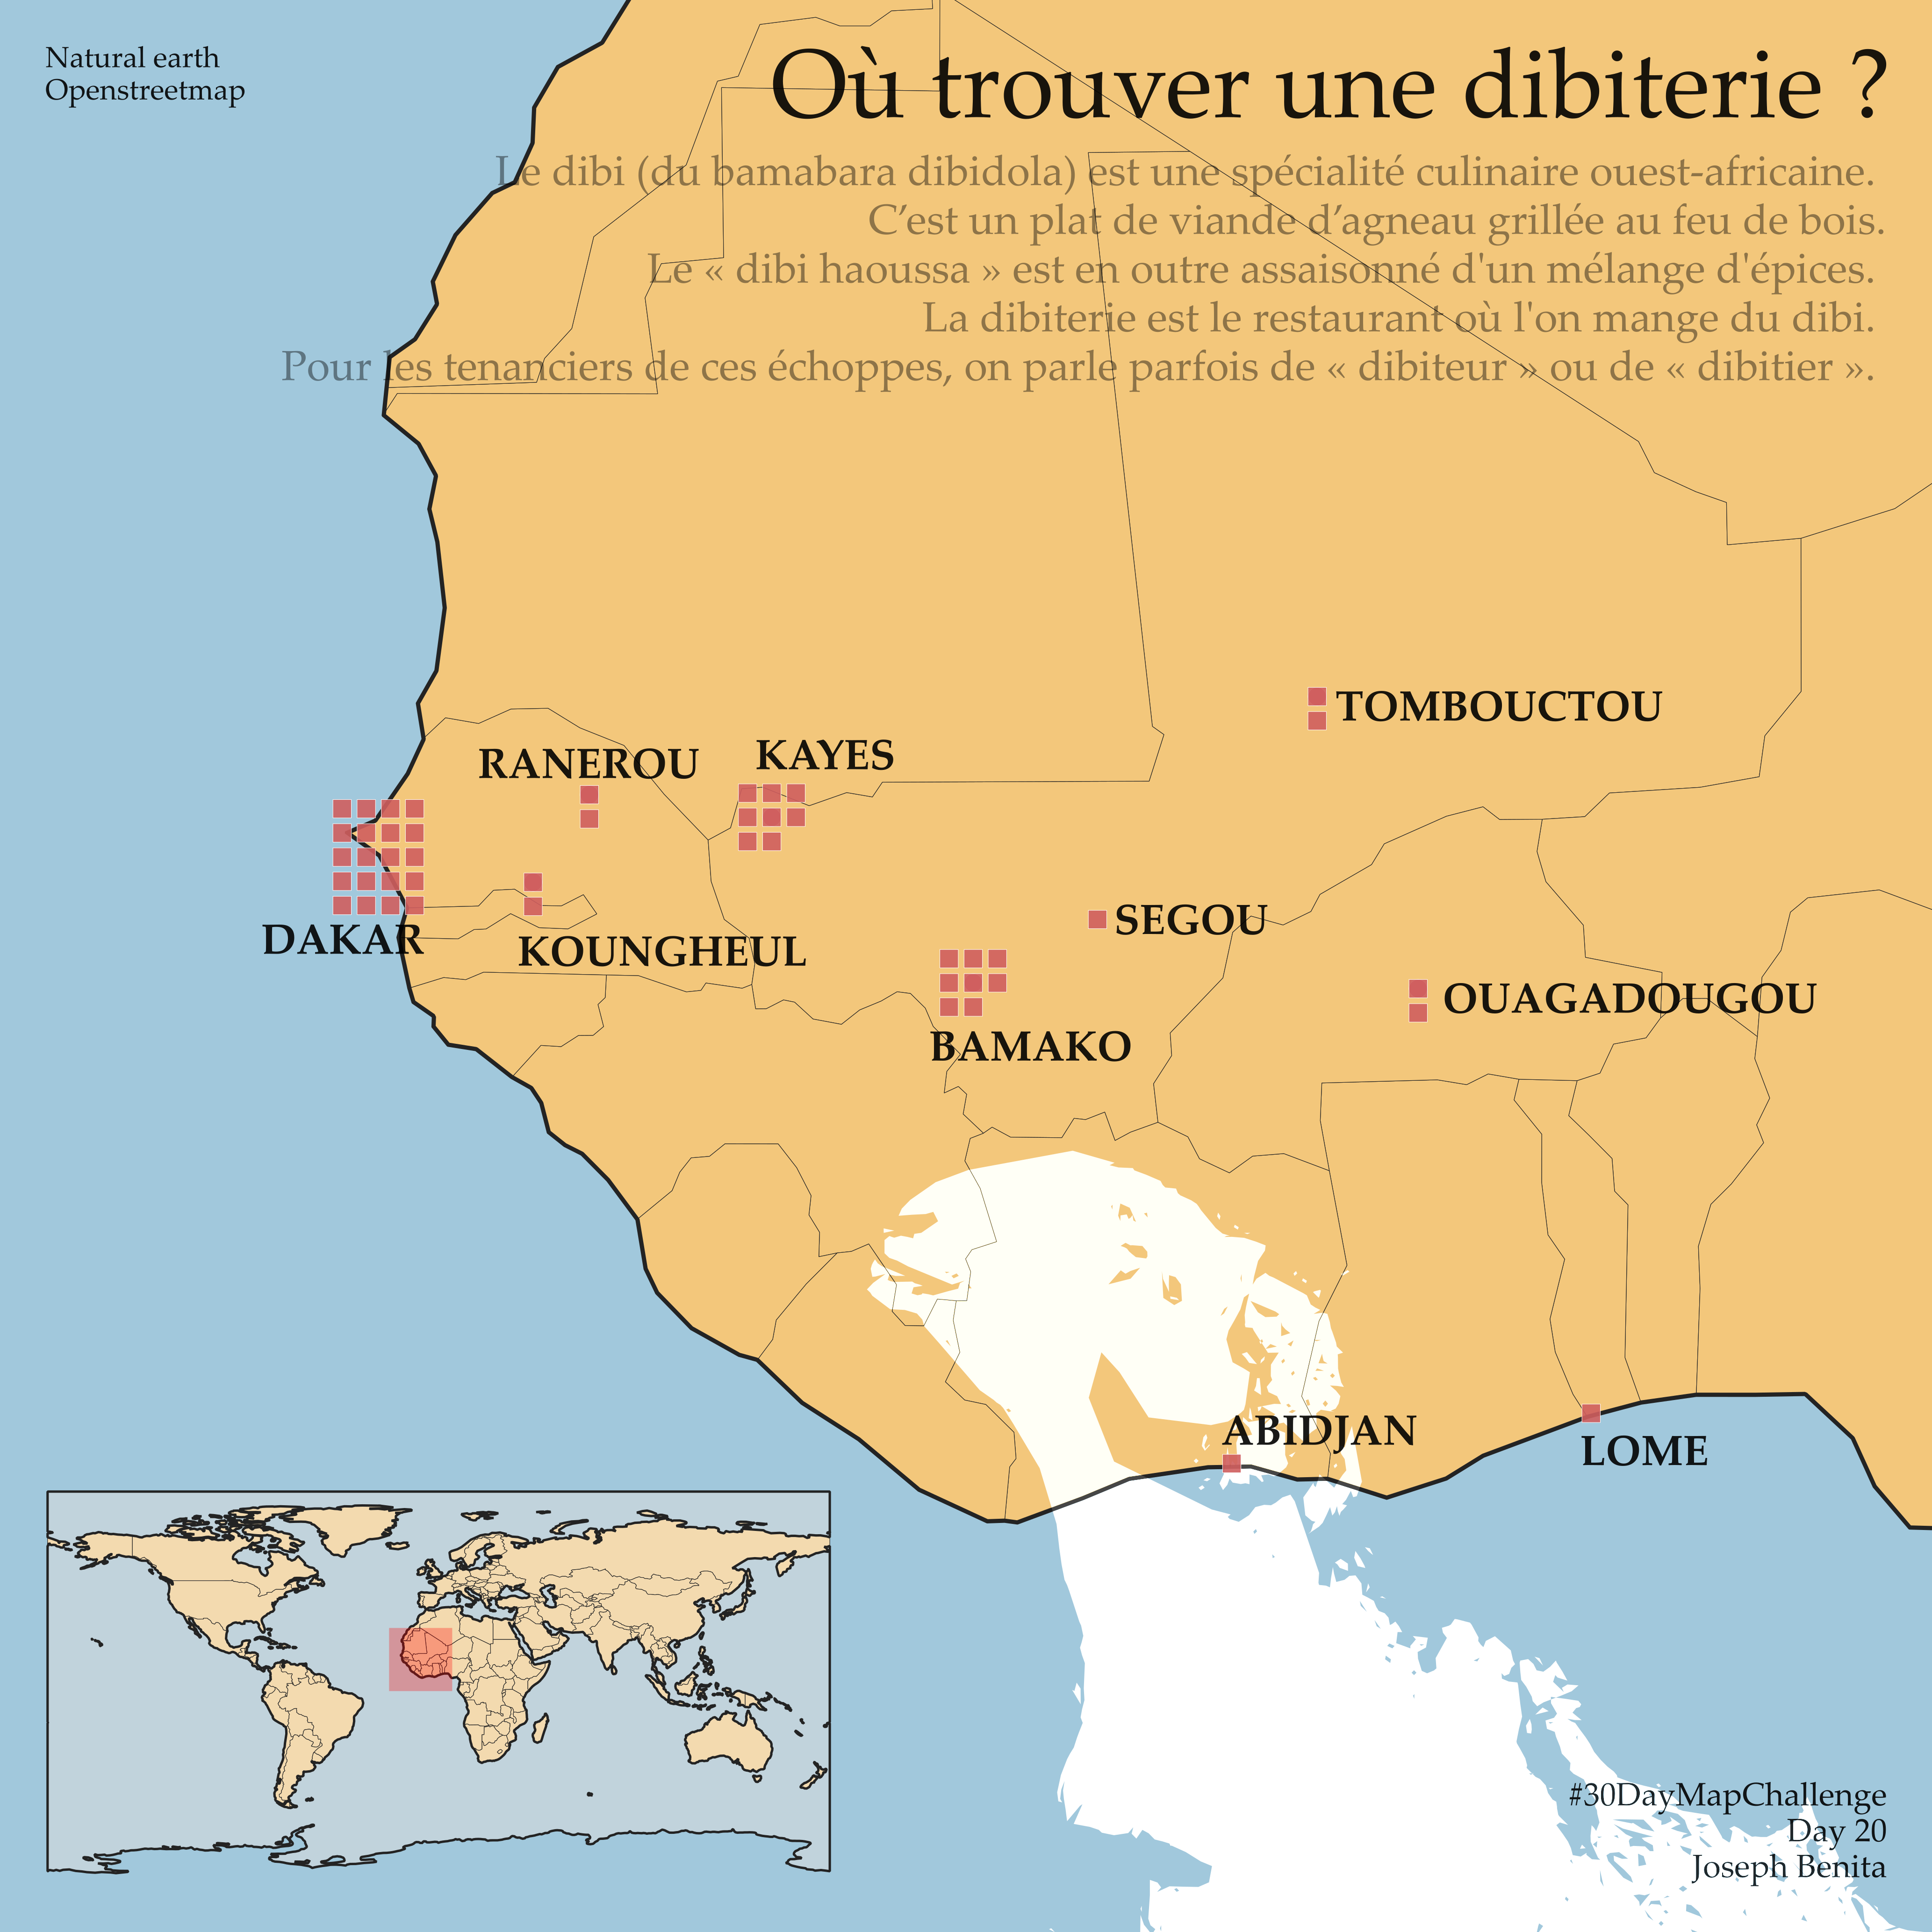 Natural earth
Openstreetmap
Où trouver une dibiterie ?
Le dibi (du bamabara dibidola) est une spécialité culinaire ouest-africaine.
C’est un plat de viande d’agneau grillée au feu de bois.
Le « dibi haoussa » est en outre assaisonné d'un mélange d'épices.
La dibiterie est le restaurant où l'on mange du dibi.
Pour les tenanciers de ces échoppes, on parle parfois de « dibiteur » ou de « dibitier ».
TOMBOUCTOU
RANEROU
KAYES
DAKAR
KOUNGHEUL
SEGOU
OUAGADOUGOU
BAMAKO
ABIDJAN
LOME
#30DayMapChallenge
Day 20
Joseph Benita